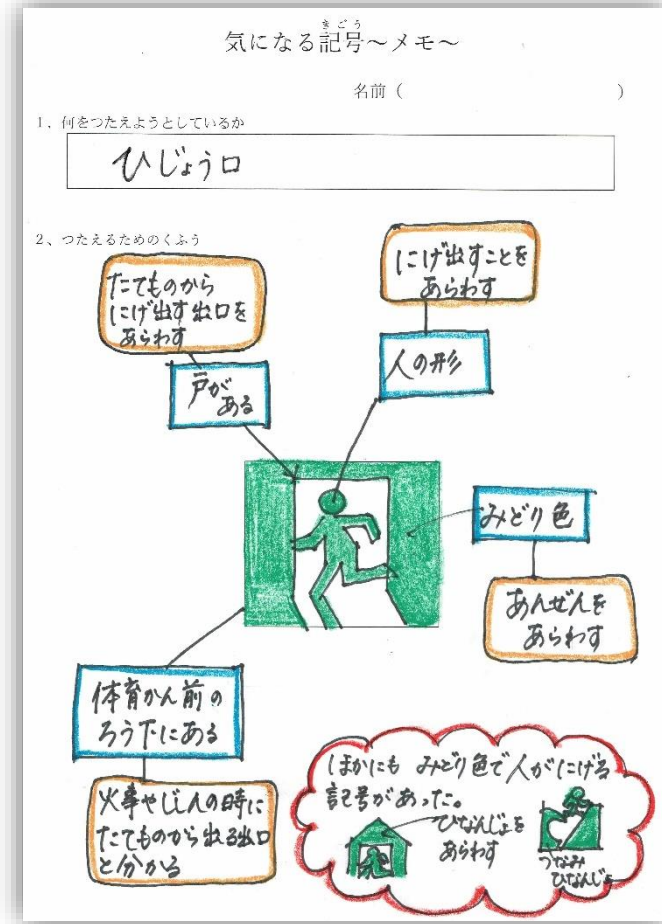 きごう
気になる記号~メモ~
名前( )
1、何をつたえようとしているか
ひじょう口
2、つたえるためのくふう
たてものから
にげ出す出口を
あらわす
戸が
ある
にげ出すことを
あらわす
人の形
みどり色
あんぜんを
あらわす
体育かん前の
ろう下にある
火事やじしんの時に
たてものから出る出口
と分かる
ほかにも みどり色で人がにげる
記号があった。
ひなんじょを
あらわす
つなみ
ひなんじょ